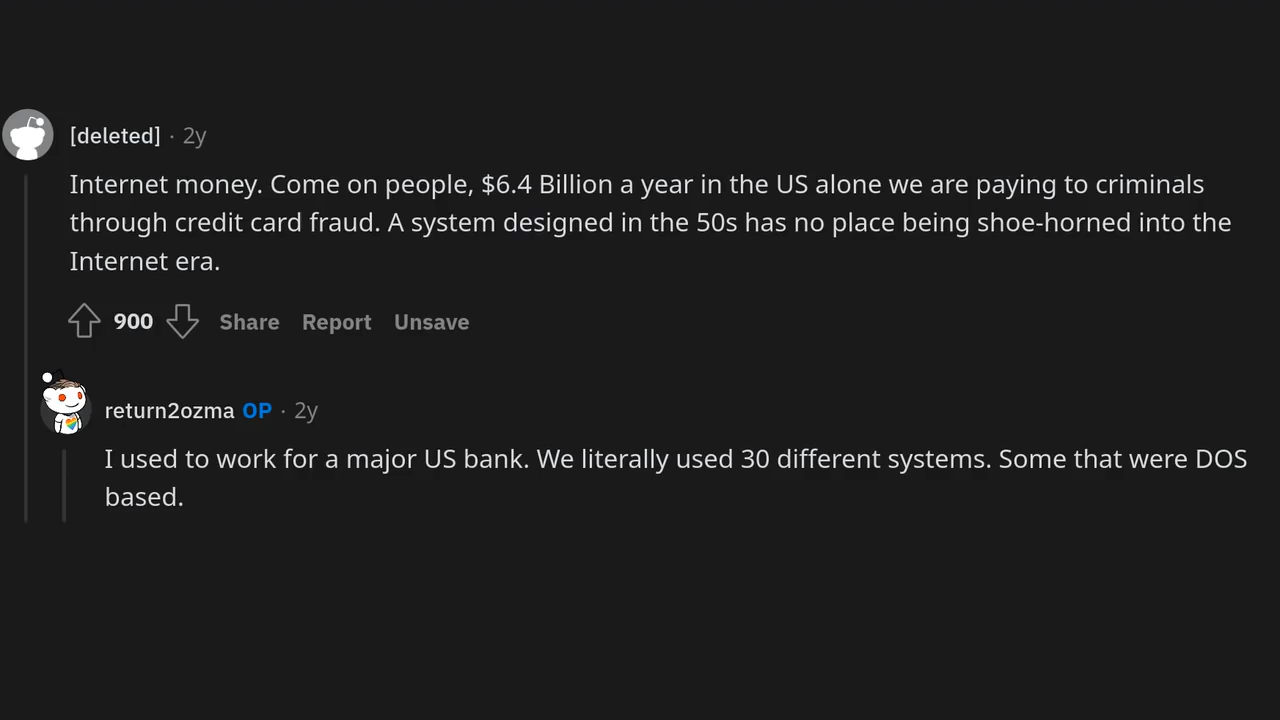 [deleted] · 2y
Internet money. Come on people, $6.4 Billion a year in the US alone we are paying to criminals
through credit card fraud. A system designed in the 50s has no place being shoe-horned into the
Internet era.
900 Share Report Unsave
return2ozma OP · 2y
I used to work for a major US bank. We literally used 30 different systems. Some that were DOS
based.